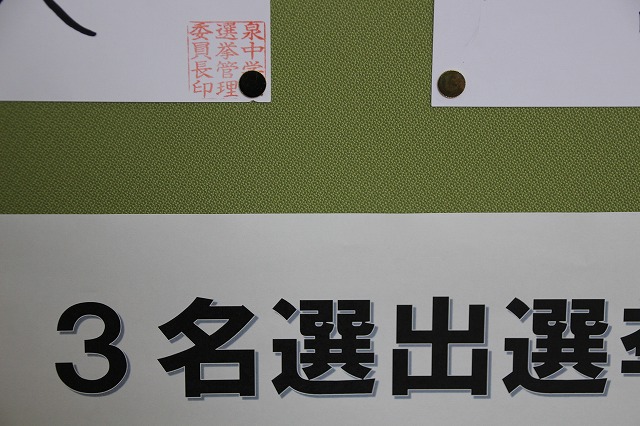 泉中学
選挙管理
委員長印
3名選出選